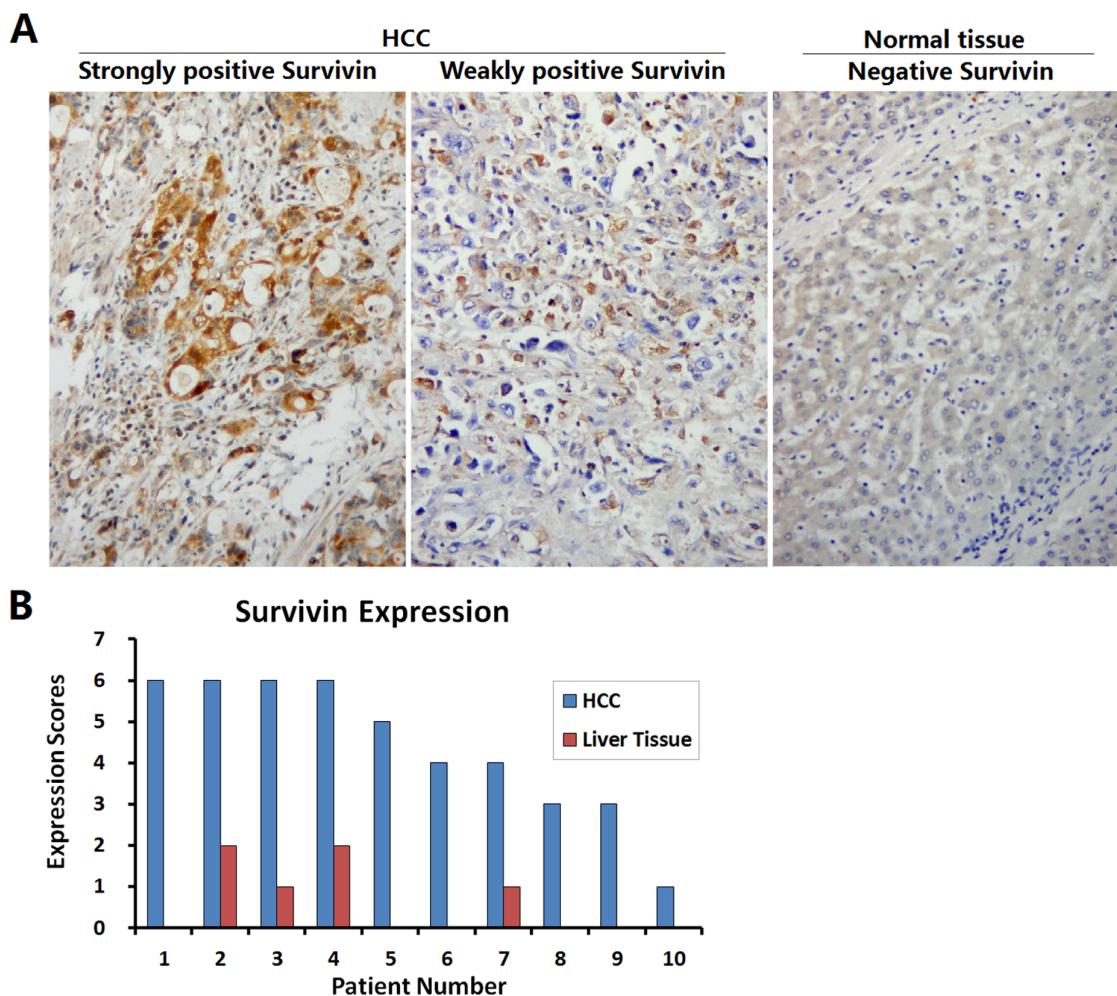 A
HCC
Normal tissue
Strongly positive Survivin
Weakly positive Survivin
Negative Survivin
B
Survivin Expression
7
6
5
4
3
2
1
0
Expression Scores
HCC
Liver Tissue
1 2 3 4 5 6 7 8 9 10
Patient Number